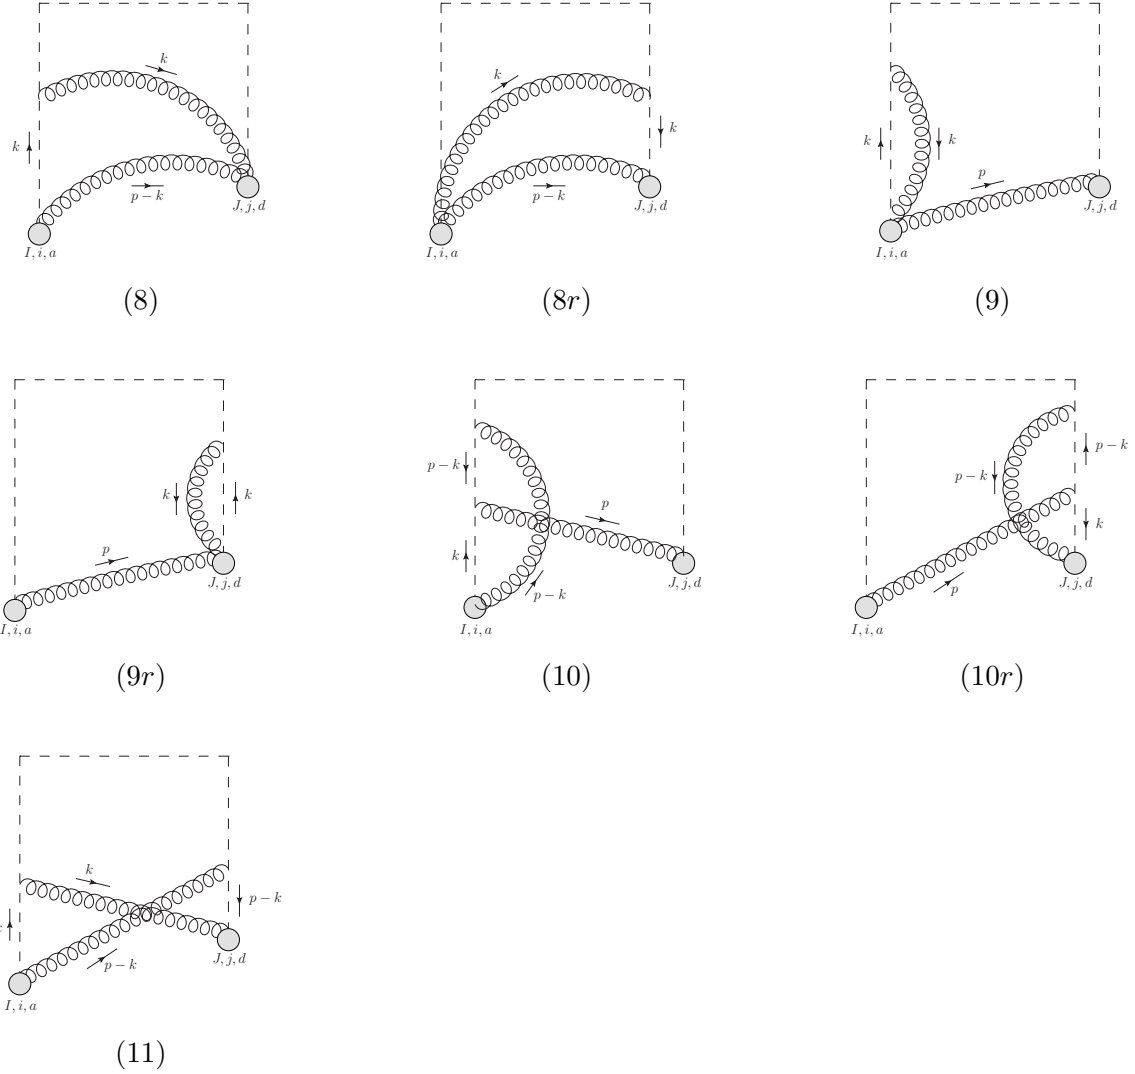 k
k
p − k
J, j, d
I, i, a
(8)
k
k
p − k
J, j, d
I, i, a
(8r)
k
k
p
J, j, d
I, i, a
(9)
k
k
p
J, j, d
I, i, a
(9r)
p − k
p
k
p − k
J, j, d
I, i, a
(10)
p − k
p − k
k
p
J, j, d
I, i, a
(10r)
k
p − k
p − k
J, j, d
I, i, a
(11)